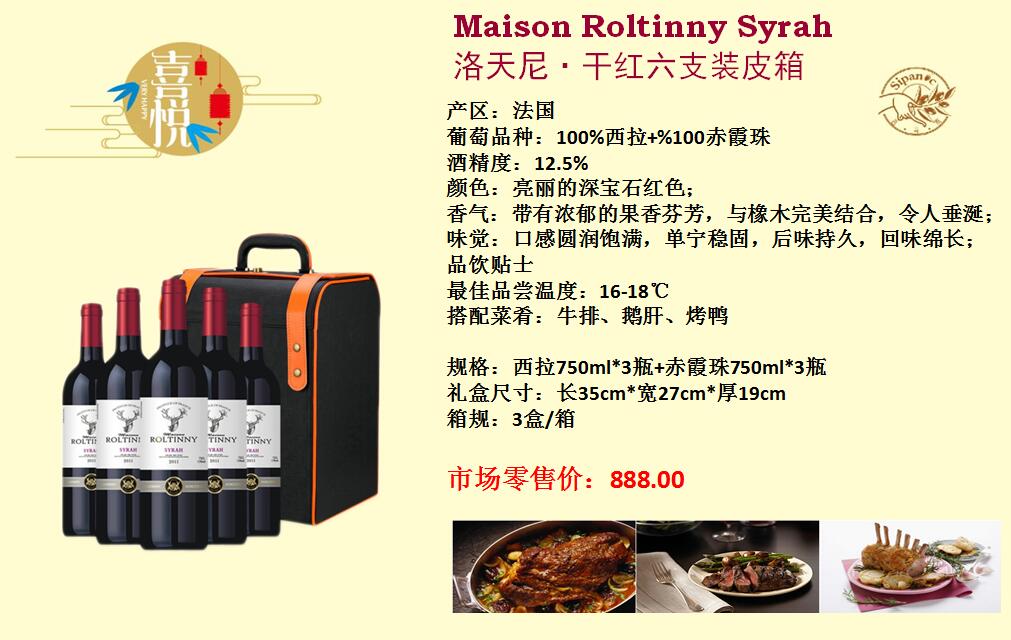 Maison Roltinny Syrah
洛天尼·干红六支装皮箱
喜悦
VERY HAPPY
Sipanoc
产区：法国
葡萄品种：100%西拉+%100赤霞珠
酒精度：12.5%
颜色：亮丽的深宝石红色；
香气：带有浓郁的果香芬芳，与橡木完美结合，令人垂涎；
味觉：口感圆润饱满，单宁稳固，后味持久，回味绵长；
品饮贴士
最佳品尝温度：16-18℃
搭配菜肴：牛排、鹅肝、烤鸭
规格：西拉750ml*3瓶+赤霞珠750ml*3瓶
礼盒尺寸：长35cm*宽27cm*厚19cm
箱规：3盒/箱
市场零售价：888.00
ROLTINNY
SYRAH
2011